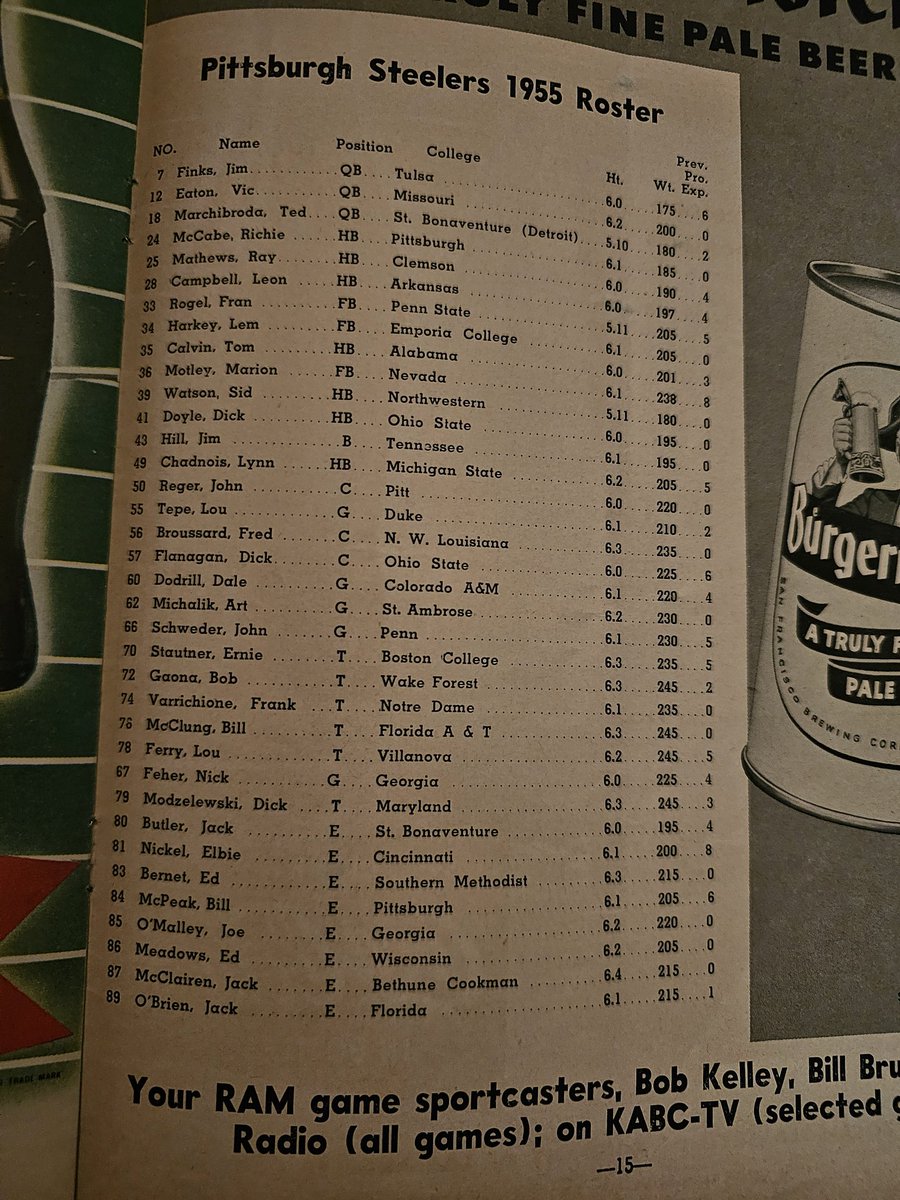 FINE PALE BEER
Pittsburgh Steelers 1955 Roster
NO. Name Position College Ht. Wt. Prev. Pro. Exp.
7 Finks, Jim QB Tulsa 6.0 175 6
12 Eaton, Vic QB Missouri 6.2 200 0
18 Marchibroda, Ted QB St. Bonaventure (Detroit) 5.10 180 2
24 McCabe, Richie HB Pittsburgh 6.1 185 0
25 Mathews, Ray HB Clemson 6.0 190 4
28 Campbell, Leon HB Arkansas 6.0 197 4
33 Rogel, Fran FB Penn State 5.11 205 5
34 Harkey, Lem FB Emporia College 6.1 205 0
35 Calvin, Tom HB Alabama 6.0 201 3
36 Motley, Marion FB Nevada 6.1 238 8
39 Watson, Sid HB Northwestern 5.11 180 0
41 Doyle, Dick HB Ohio State 6.0 195 0
43 Hill, Jim B Tennessee 6.1 195 0
49 Chadnois, Lynn HB Michigan State 6.2 205 5
50 Reger, John C Pitt 6.0 220 0
55 Tepe, Lou G Duke 6.1 210 2
56 Broussard, Fred C N. W. Louisiana 6.3 235 0
57 Flanagan, Dick C Ohio State 6.0 225 6
60 Dodrill, Dale G Colorado A&M 6.1 220 4
62 Michalik, Art G St. Ambrose 6.2 230 0
66 Schweder, John G Penn 6.1 230 5
70 Stautner, Ernie T Boston College 6.3 235 5
72 Gaona, Bob T Wake Forest 6.3 245 2
74 Varrichione, Frank T Notre Dame 6.1 235 0
76 McClung, Bill T Florida A & T 6.3 245 0
78 Ferry, Lou T Villanova 6.2 245 5
67 Feher, Nick G Georgia 6.0 225 4
79 Modzelewski, Dick T Maryland 6.3 245 3
80 Butler, Jack E St. Bonaventure 6.0 195 4
81 Nickel, Elbie E Cincinnati 6.1 200 8
83 Bernet, Ed E Southern Methodist 6.3 215 0
84 McPeak, Bill E Pittsburgh 6.1 205 6
85 O'Malley, Joe E Georgia 6.2 220 0
86 Meadows, Ed E Wisconsin 6.2 205 0
87 McClairen, Jack E Bethune Cookman 6.4 215 0
89 O'Brien, Jack E Florida 6.1 215 1
Burger
A TRULY
PALE
SAN FRANCISCO BREWING COR
TRADE MARK
Your RAM game sportcasters, Bob Kelley, Bill Bru
Radio (all games); on KABC-TV (selected
—15—